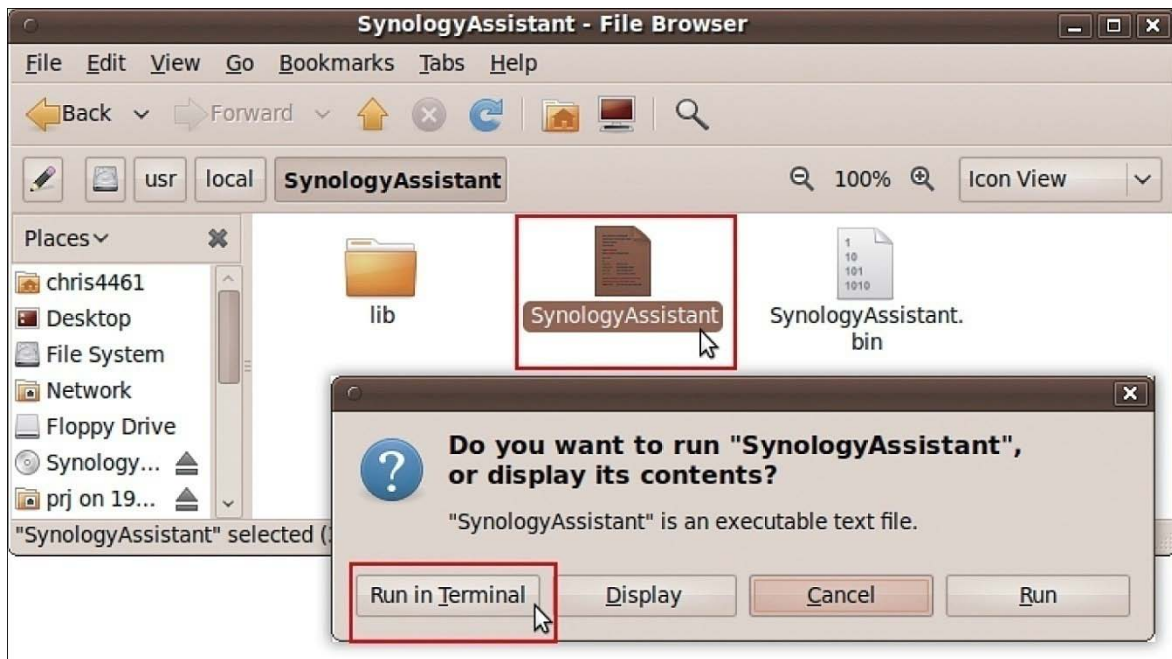 SynologyAssistant - File Browser
File Edit View Go Bookmarks Tabs Help
Back Forward
usr local SynologyAssistant 100% Icon View
Places
chris4461
Desktop
File System
Network
Floppy Drive
Synology...
prj on 19...
lib
SynologyAssistant
1
10
101
1010
SynologyAssistant.
bin
"SynologyAssistant" selected (
Do you want to run "SynologyAssistant",
or display its contents?
"SynologyAssistant" is an executable text file.
Run in Terminal Display Cancel Run